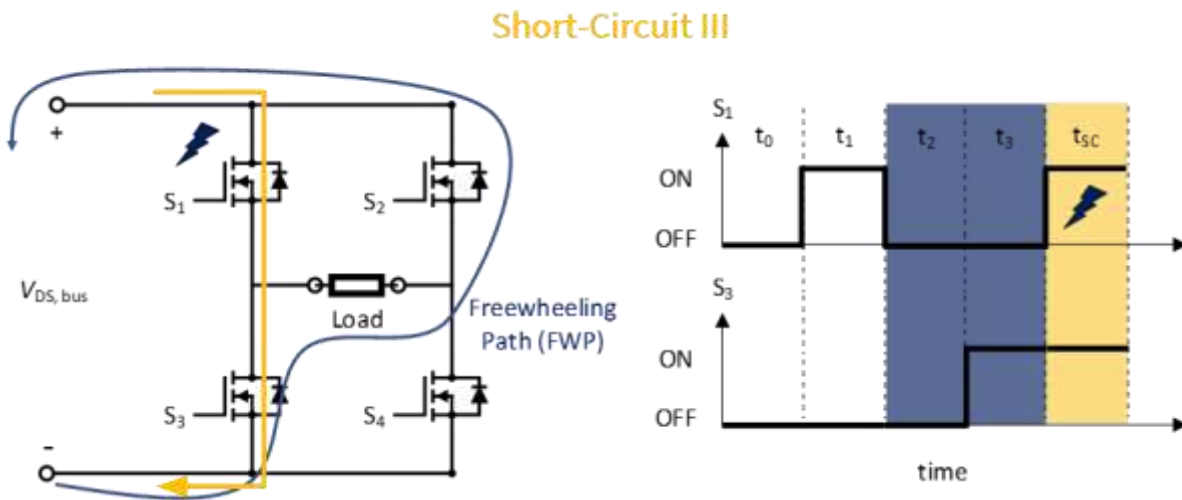 Short-Circuit III
+
S1
S2
VDS, bus
Load
Freewheeling
Path (FWP)
S3
S4
-
S1
t0
t1
t2
t3
tSC
ON
OFF
S3
ON
OFF
time